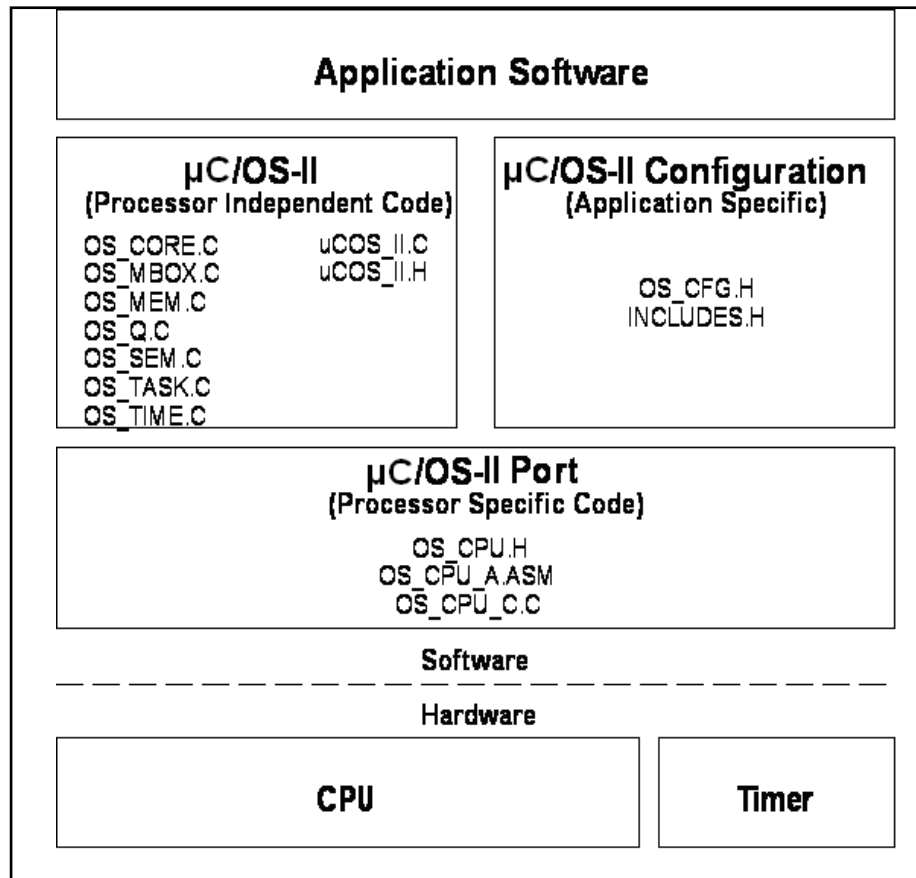 Application Software
µC/OS-II
(Processor Independent Code)
OS_CORE.C
OS_MBOX.C
OS_MEM.C
OS_Q.C
OS_SEM.C
OS_TASK.C
OS_TIME.C
uCOS_II.C
uCOS_II.H
µC/OS-II Configuration
(Application Specific)
OS_CFG.H
INCLUDES.H
µC/OS-II Port
(Processor Specific Code)
OS_CPU.H
OS_CPU_A.ASM
OS_CPU_C.C
Software
Hardware
CPU
Timer